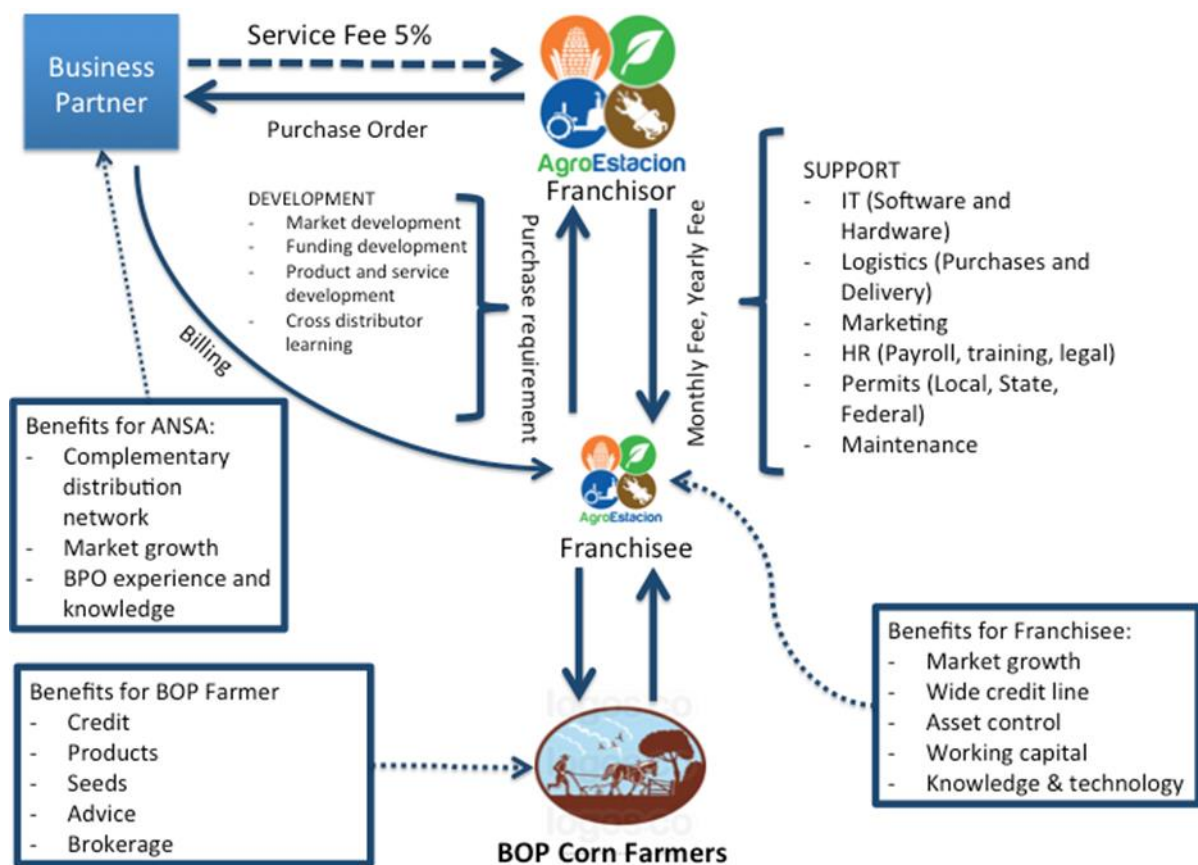 Service Fee 5%
Business
Partner
Purchase Order
AgroEstacion
Franchisor
DEVELOPMENT
- Market development
- Funding development
- Product and service
development
- Cross distributor
learning
Purchase requirement
Monthly Fee, Yearly Fee
SUPPORT
- IT (Software and
Hardware)
- Logistics (Purchases and
Delivery)
- Marketing
- HR (Payroll, training, legal)
- Permits (Local, State,
Federal)
- Maintenance
Billing
Benefits for ANSA:
- Complementary
distribution
network
- Market growth
- BPO experience and
knowledge
AgroEstacion
Franchisee
Benefits for Franchisee:
- Market growth
- Wide credit line
- Asset control
- Working capital
- Knowledge & technology
Benefits for BOP Farmer
- Credit
- Products
- Seeds
- Advice
- Brokerage
BOP Corn Farmers